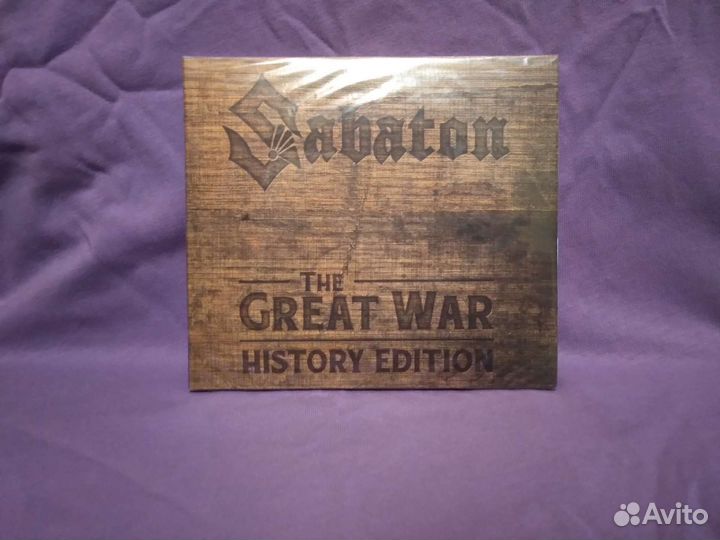 Sabaton
THE
GREAT WAR
HISTORY EDITION
Avito